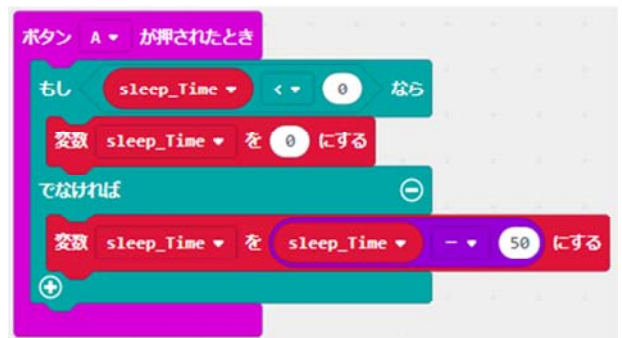 ボタン A が押されたとき
もし sleep_Time < 0 なら
変数 sleep_Time を 0 にする
でなければ
変数 sleep_Time を sleep_Time - 50 にする